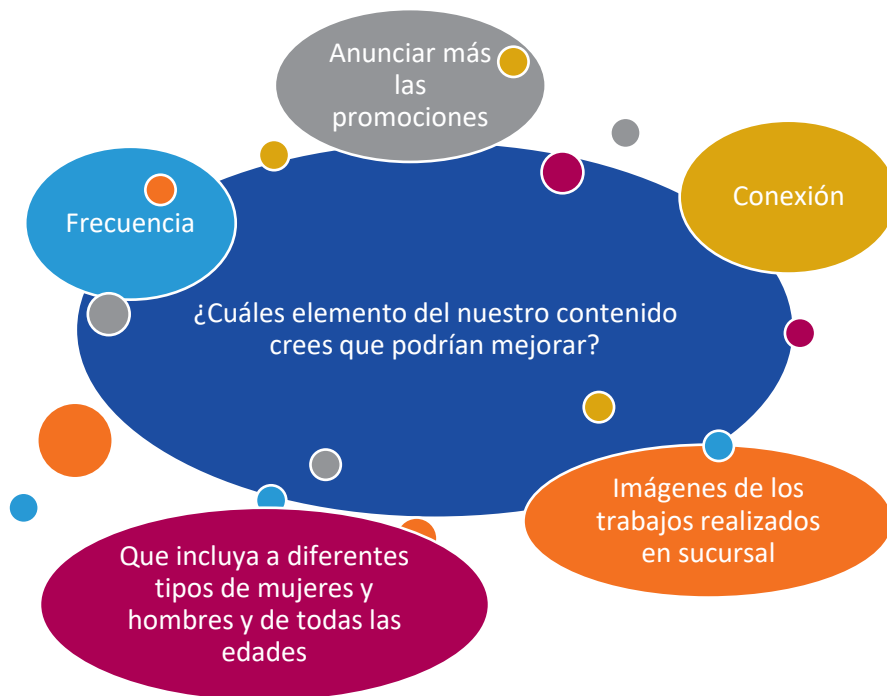 Anunciar más
las
promociones
Frecuencia
Conexión
¿Cuáles elemento del nuestro contenido
crees que podrían mejorar?
Imágenes de los
trabajos realizados
en sucursal
Que incluya a diferentes
tipos de mujeres y
hombres y de todas las
edades